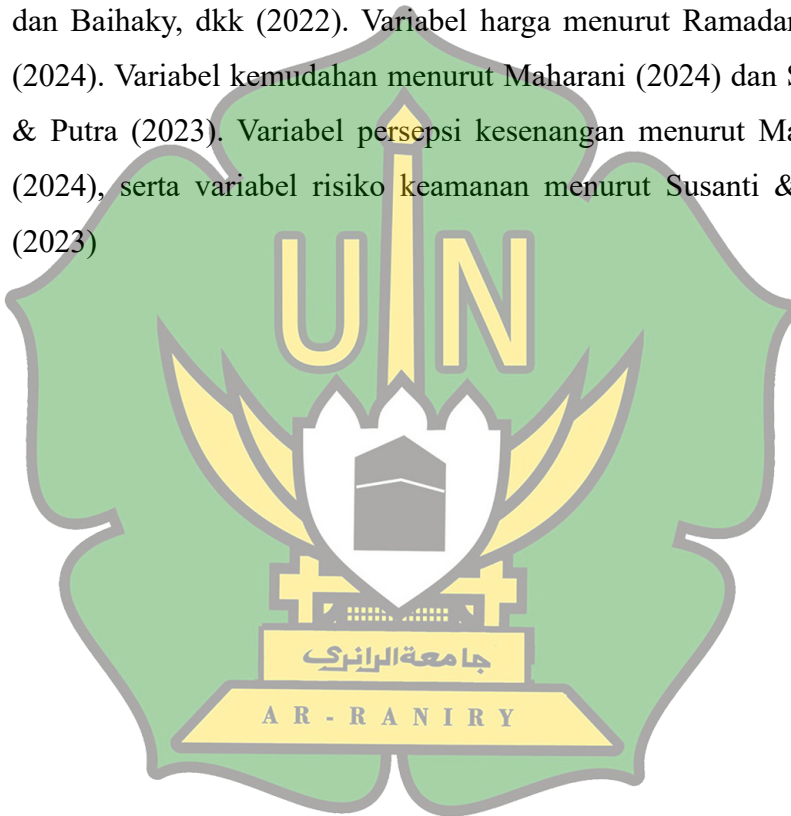 dan Baihaky, dkk (2022). Variabel harga menurut Ramadan
(2024). Variabel kemudahan menurut Maharani (2024) dan
& Putra (2023). Variabel persepsi kesenangan menurut
(2024), serta variabel risiko keamanan menurut Susanti &
(2023)
UIN
جامعة الرانري
AR-RANIRY